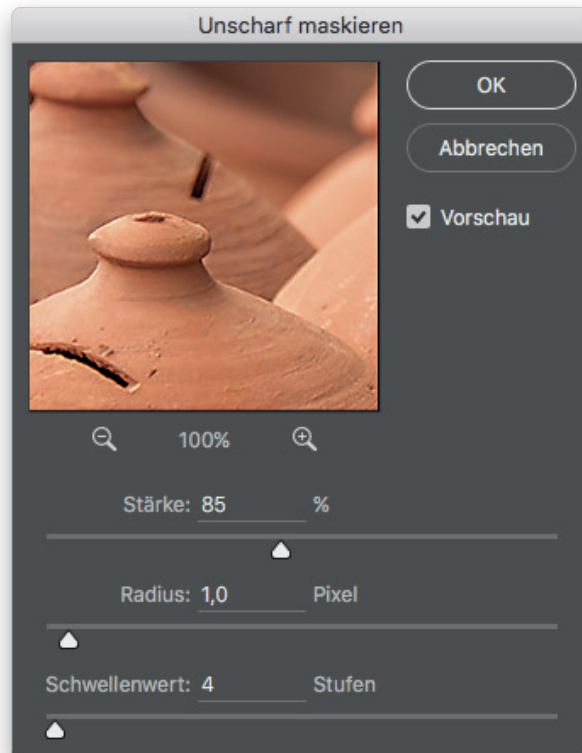 Unscharf maskieren
OK
Abbrechen
Vorschau
100%
Stärke: 85 %
Radius: 1,0 Pixel
Schwellenwert: 4 Stufen